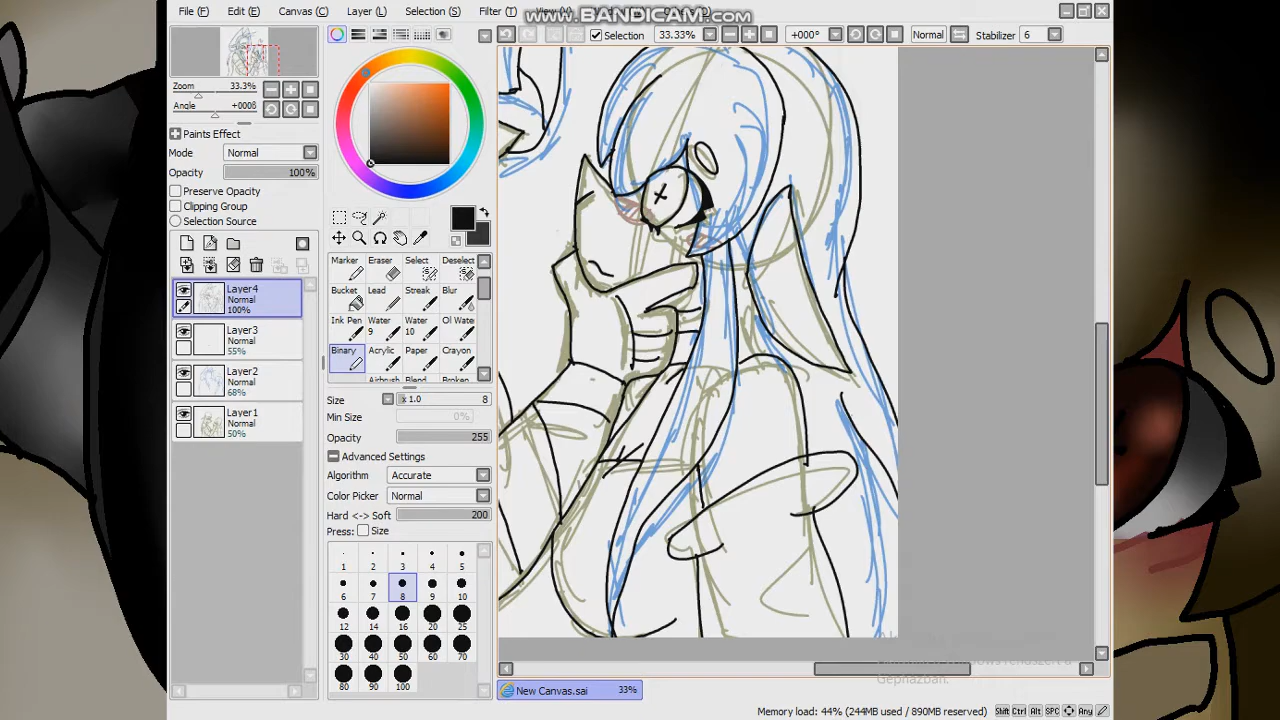 File (F) Edit (E) Canvas (C) Layer (L) Selection (S) Filter (T)
www.BANDICAM.com
Selection 33.33% +000° Normal Stabilizer 6
Zoom 33.3%
Angle +000θ
Paints Effect
Mode Normal
Opacity 100%
Preserve Opacity
Clipping Group
Selection Source
Layer4
Normal
100%
Layer3
Normal
55%
Layer2
Normal
68%
Layer1
Normal
50%
Marker Eraser Select Deselect
Bucket Lead Streak Blur
Ink Pen Water 9 Water 10 Ol Wate
Binary Acrylic Paper Crayon
Airbrush Blend Broken
Size x 1.0 8
Min Size 0%
Opacity 255
Advanced Settings
Algorithm Accurate
Color Picker Normal
Hard <-> Soft 200
Press: Size
1 2 3 4 5
6 7 8 9 10
12 14 16 20 25
30 40 50 60 70
80 90 100
New Canvas.sai 33%
Memory load: 44% (244MB used / 890MB reserved)
Shift Ctrl Alt SPC Any